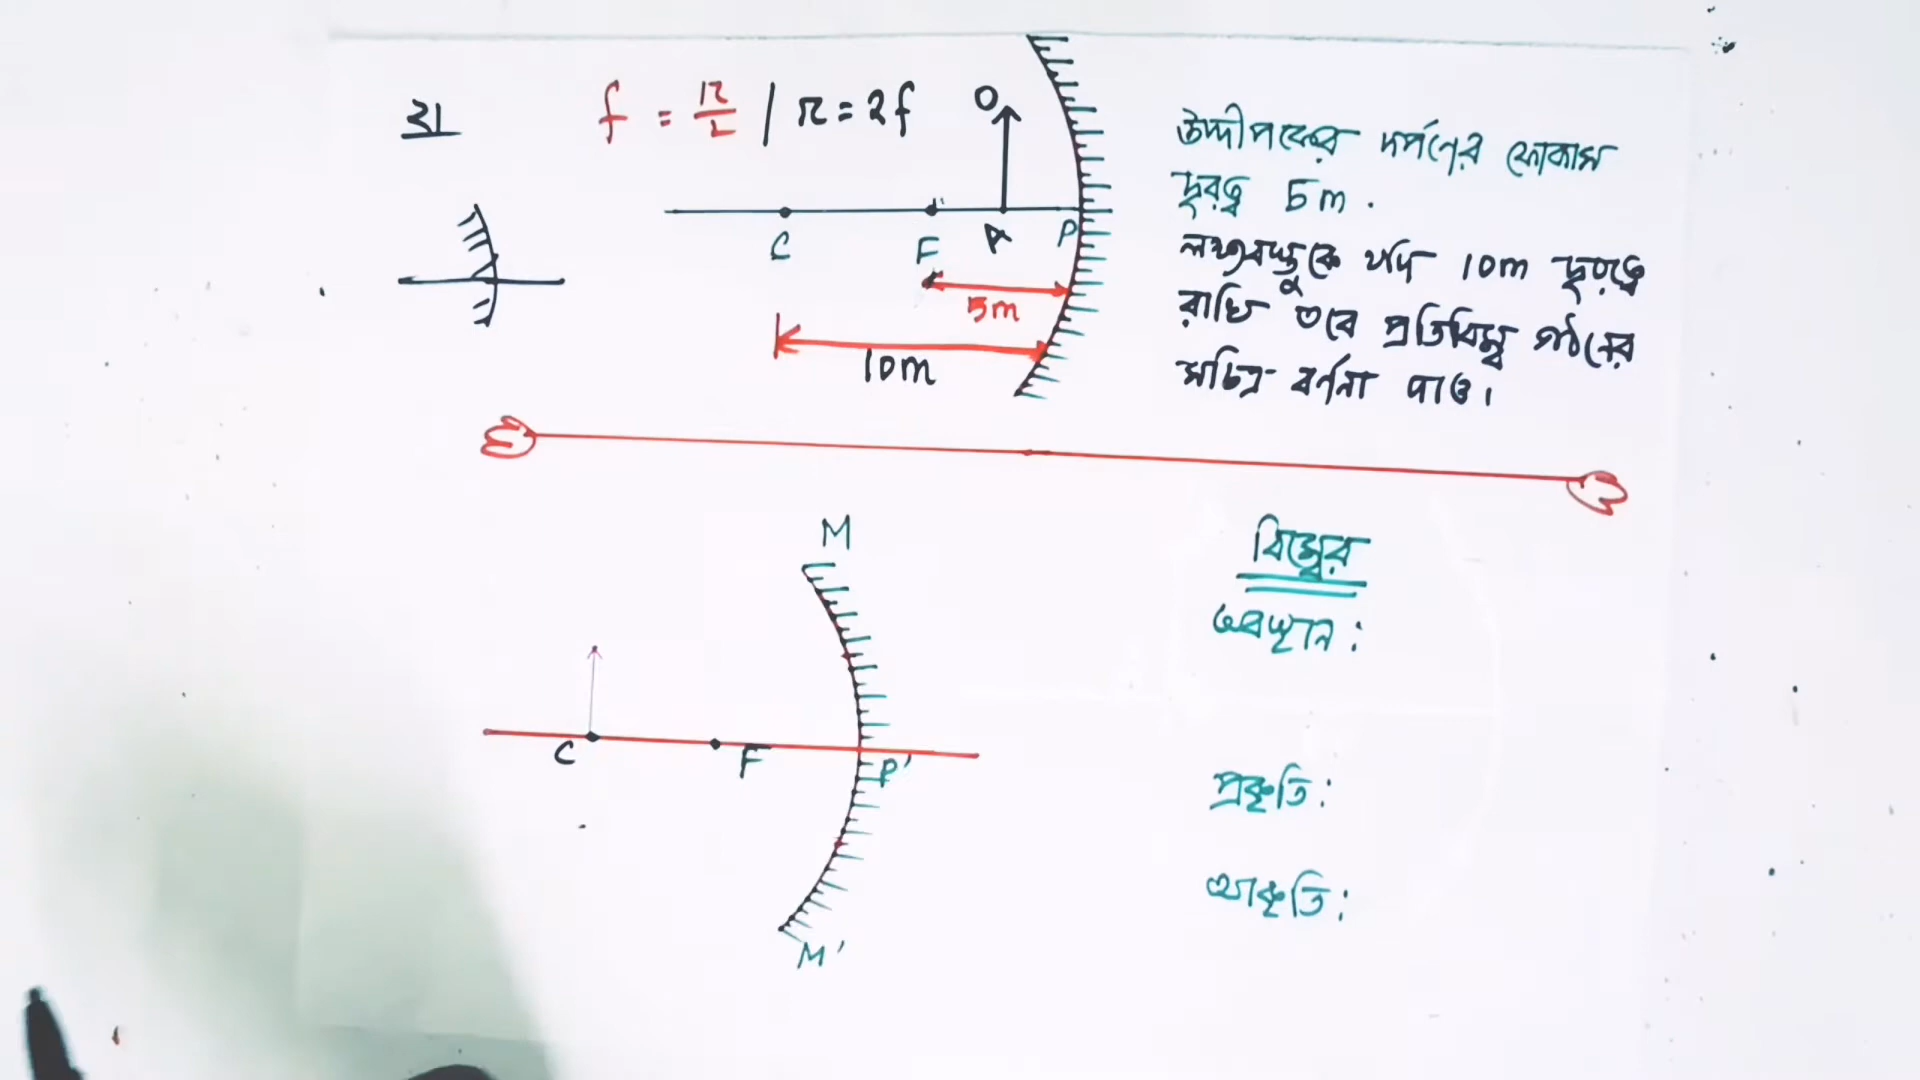 ২।
f = r/2 / r = 2f
O
C F A P
5m
10m
উদ্দীপকের দর্পণের ফোকাস
দূরত্ব 5m.
লক্ষ্যবস্তুকে যদি 10m দূরত্বে
রাখি তবে প্রতিবিম্ব গঠনের
সচিত্র বর্ণনা দাও।
M
C F P'
M'
বিম্বের
অবস্থান:
প্রকৃতি:
আকৃতি: